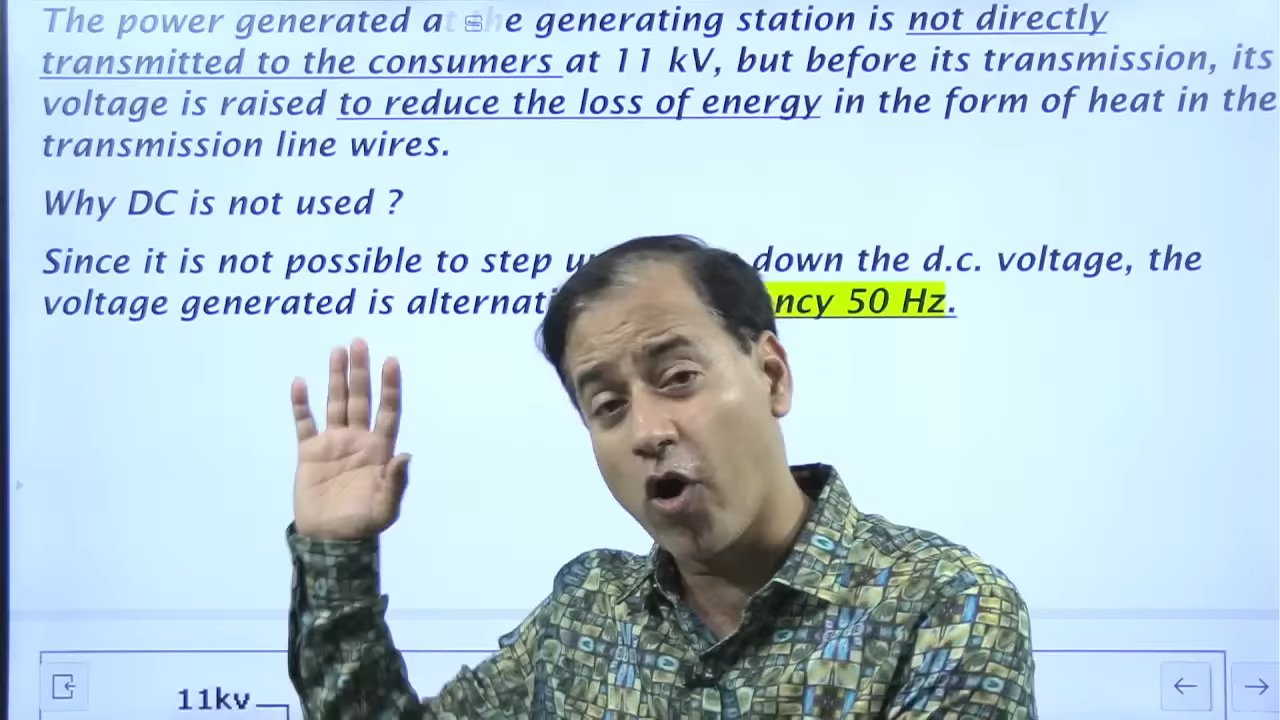 The power generated at the generating station is not directly
transmitted to the consumers at 11 kV, but before its transmission, its
voltage is raised to reduce the loss of energy in the form of heat in the
transmission line wires.
Why DC is not used ?
Since it is not possible to step down the d.c. voltage, the
voltage generated is 50 Hz.
11kv